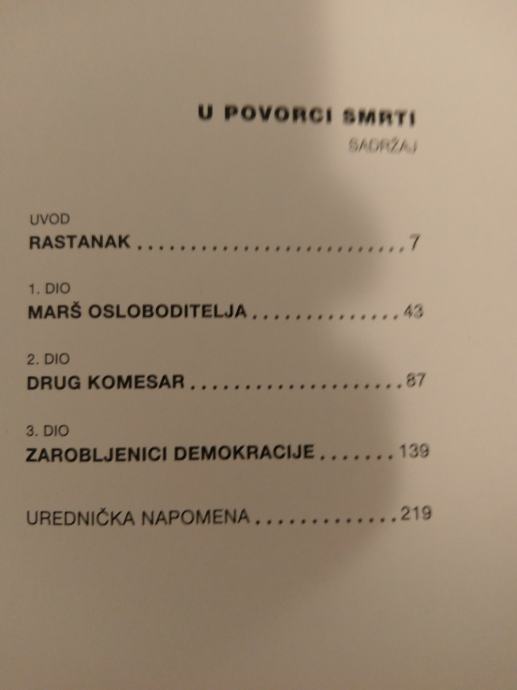 U POVORCI SMRTI
SADRŽAJ
UVOD
RASTANAK..........................7
1. DIO
MARŠ OSLOBODITELJA..............43
2. DIO
DRUG KOMESAR....................87
3. DIO
ZAROBLJENICI DEMOKRACIJE.......139
UREDNIČKA NAPOMENA.............219